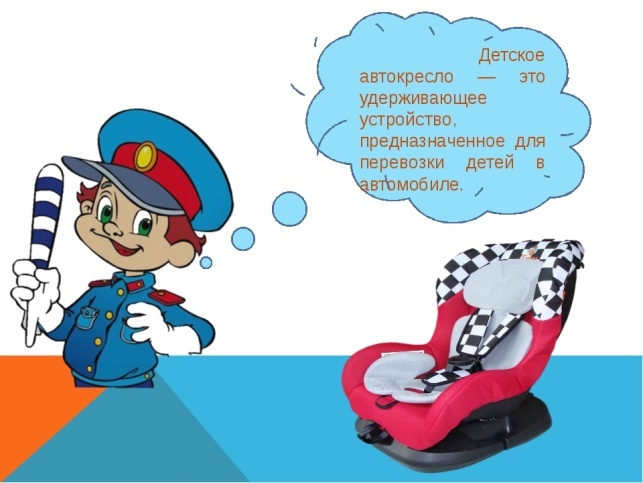 Детское
автокресло — это
удерживающее
устройство,
предназначенное для
перевозки детей в
автомобиле.